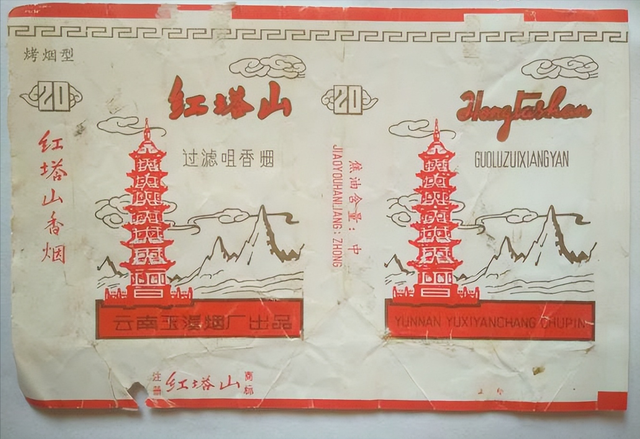 烤烟型
20
红塔山
20
Hongtashan
过滤咀香烟
GUOLUZUIXIANGYAN
红塔山香烟
焦油含量：中
JIAOYOUHANLIANG: ZHONG
云南玉溪烟厂出品
YUNNAN YUXIYANCHANG CHUPIN
注册 红塔山 商标